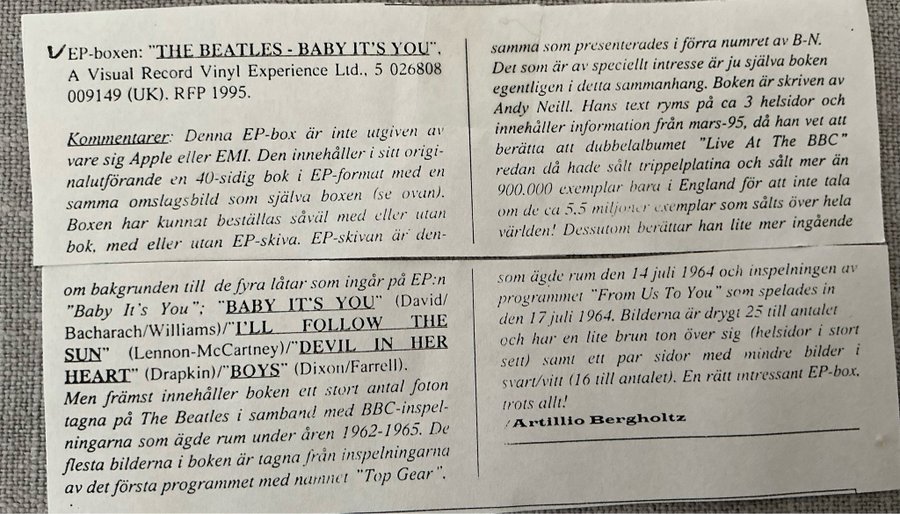 ✓EP-boxen: "THE BEATLES - BABY IT'S YOU",
A Visual Record Vinyl Experience Ltd., 5 026808
009149 (UK). RFP 1995.
Kommentarer: Denna EP-box är inte utgiven av
vare sig Apple eller EMI. Den innehåller i sitt origi-
nalutförande en 40-sidig bok i EP-format med en
samma omslagsbild som själva boxen (se ovan).
Boxen har kunnat beställas såväl med eller utan
bok, med eller utan EP-skiva. EP-skivan är den-
samma som presenterades i förra numret av B-N.
Det som är av speciellt intresse är ju själva boken
egentligen i detta sammanhang. Boken är skriven av
Andy Neill. Hans text ryms på ca 3 helsidor och
innehåller information från mars-95, då han vet att
berätta att dubbelalbumet "Live At The BBC"
redan då hade sålt trippelplatina och sålt mer än
900.000 exemplar bara i England för att inte tala
om de ca 5.5 miljoner exemplar som sålts över hela
världen! Dessutom berättar han lite mer ingående
om bakgrunden till de fyra låtar som ingår på EP:n
"Baby It's You"; "BABY IT'S YOU" (David/
Bacharach/Williams)/"I'LL FOLLOW THE
SUN" (Lennon-McCartney)/"DEVIL IN HER
HEART" (Drapkin)/"BOYS" (Dixon/Farrell).
Men främst innehåller boken ett stort antal foton
tagna på The Beatles i samband med BBC-inspel-
ningarna som ägde rum under åren 1962-1965. De
flesta bilderna i boken är tagna från inspelningarna
av det första programmet med namnet "Top Gear",
som ägde rum den 14 juli 1964 och inspelningen av
programmet "From Us To You" som spelades in
den 17 juli 1964. Bilderna är drygt 25 till antalet
och har en lite brun ton över sig (helsidor i stort
sett) samt ett par sidor med mindre bilder i
svart/vitt (16 till antalet). En rätt intressant EP-box,
trots allt!
/Artillio Bergholtz